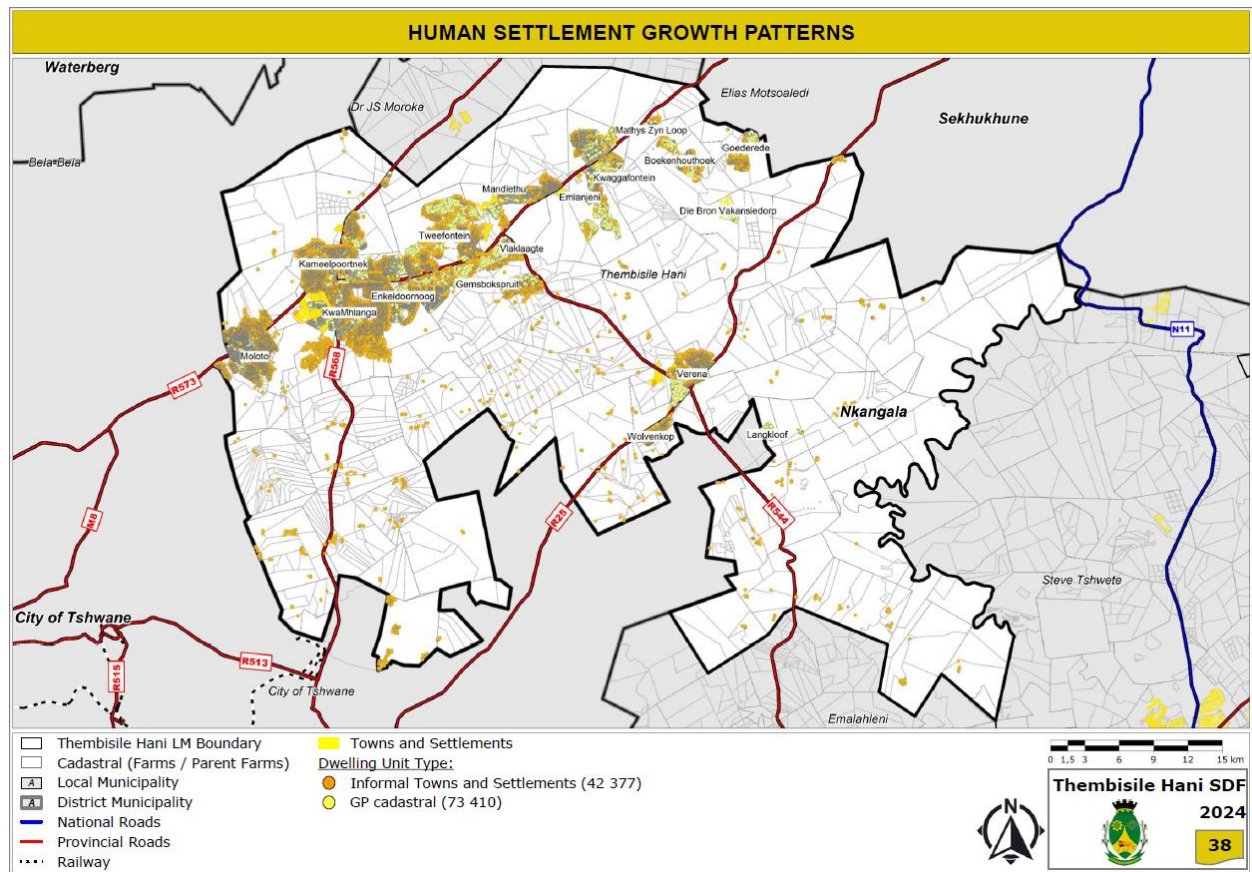 HUMAN SETTLEMENT GROWTH PATTERNS
Waterberg
Dr JS Moroka
Elias Motsoaledi
Sekhukhune
Bela-Bela
Mathys Zyn Loop
Goederede
Boekenhouthoek
Kwaggafontein
Mandlethu
Emlanjeni
Die Bron Vakansiedorp
Tweefontein
Vlaklaagte
Kameelpoortnek
Thembisile Hani
Gemsbokspruit
Enkeldoornoog
KwaMhlanga
N11
Moloto
R568
Verena
R573
Nkangala
Wolvenkop
Langkloof
M8
R25
R544
Steve Tshwete
City of Tshwane
R513
R515
City of Tshwane
Emalahleni
Thembisile Hani LM Boundary
Cadastral (Farms / Parent Farms)
A Local Municipality
A District Municipality
National Roads
Provincial Roads
Railway
Towns and Settlements
Dwelling Unit Type:
Informal Towns and Settlements (42 377)
GP cadastral (73 410)
N
0 1,5 3 6 9 12 15 km
Thembisile Hani SDF
2024
38